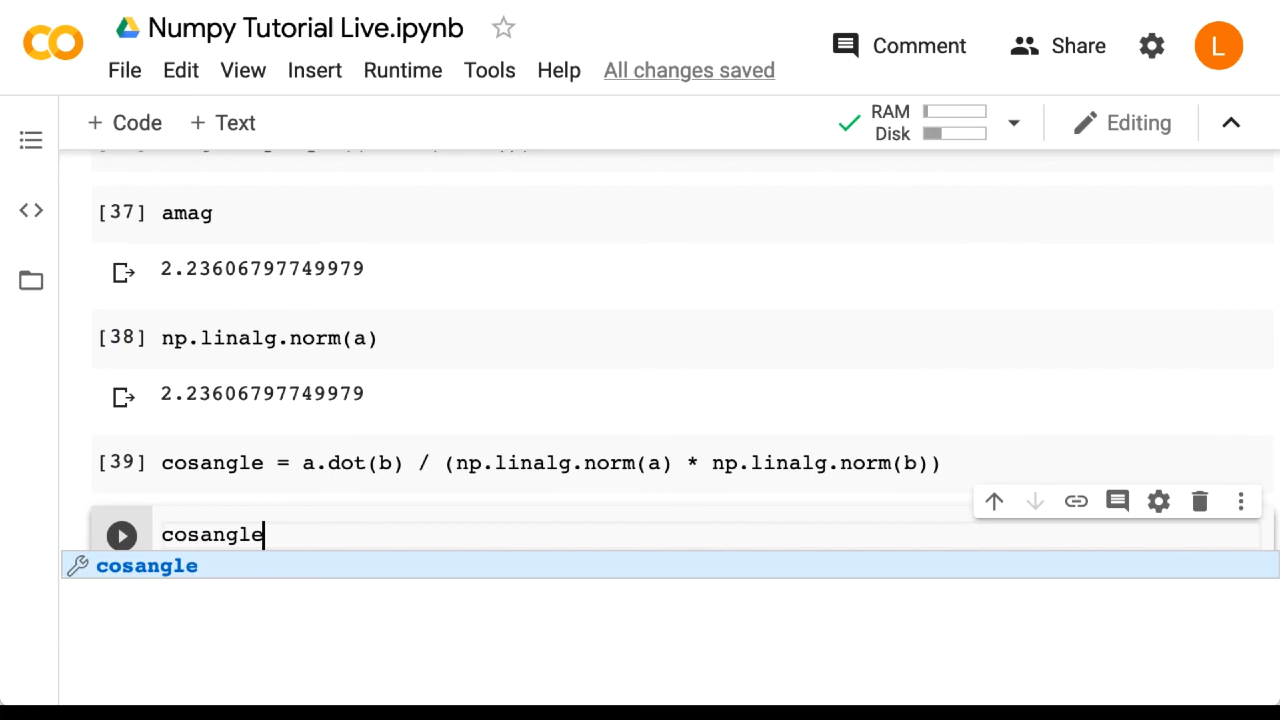 Numpy Tutorial Live.ipynb
File Edit View Insert Runtime Tools Help All changes saved
Comment Share L
+ Code + Text
RAM
Disk
Editing
[37] amag
2.23606797749979
[38] np.linalg.norm(a)
2.23606797749979
[39] cosangle = a.dot(b) / (np.linalg.norm(a) * np.linalg.norm(b))
cosangle
cosangle